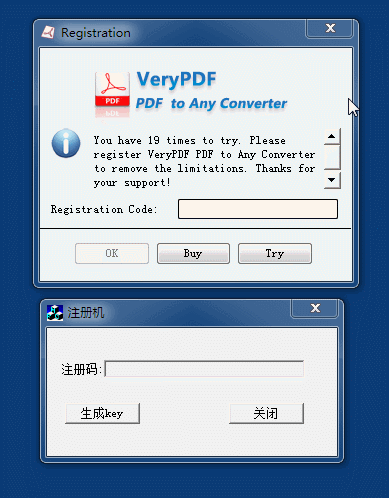 Registration
VeryPDF
PDF to Any Converter
PDF
You have 19 times to try. Please
register VeryPDF PDF to Any Converter
to remove the limitations. Thanks for
your support!
Registration Code:
OK Buy Try
注册机
注册码:
生成key 关闭